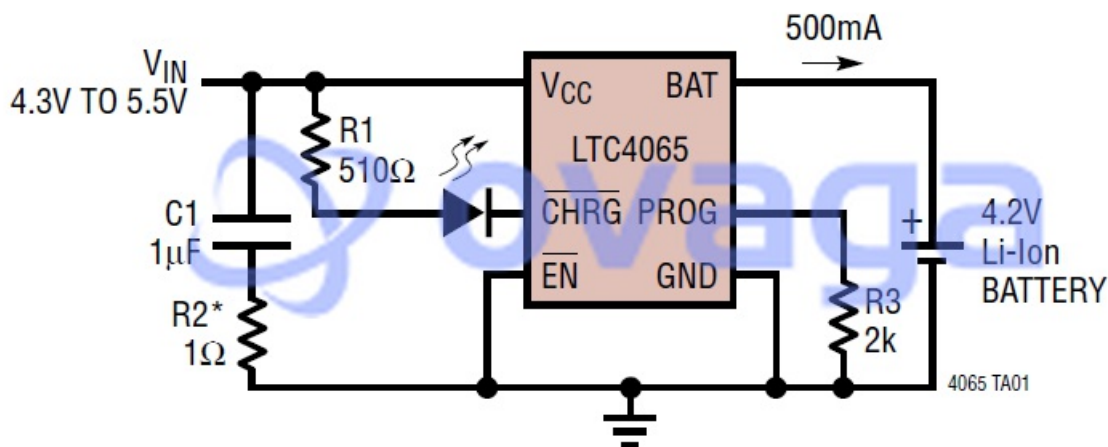 500mA
VIN
4.3V TO 5.5V
VCC
BAT
R1
510Ω
LTC4065
CHRG
PROG
C1
1µF
4.2V
Li-Ion
BATTERY
+
EN
GND
R2*
1Ω
R3
2k
4065 TA01
ovaga